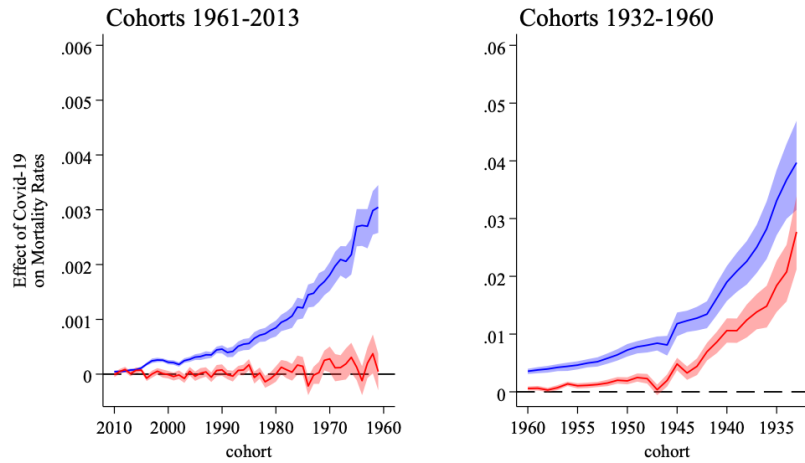 Cohorts 1961-2013
Cohorts 1932-1960
Effect of Covid-19
on Mortality Rates
.006
.005
.004
.003
.002
.001
0
2010 2000 1990 1980 1970 1960
cohort
.06
.05
.04
.03
.02
.01
0
1960 1955 1950 1945 1940 1935
cohort